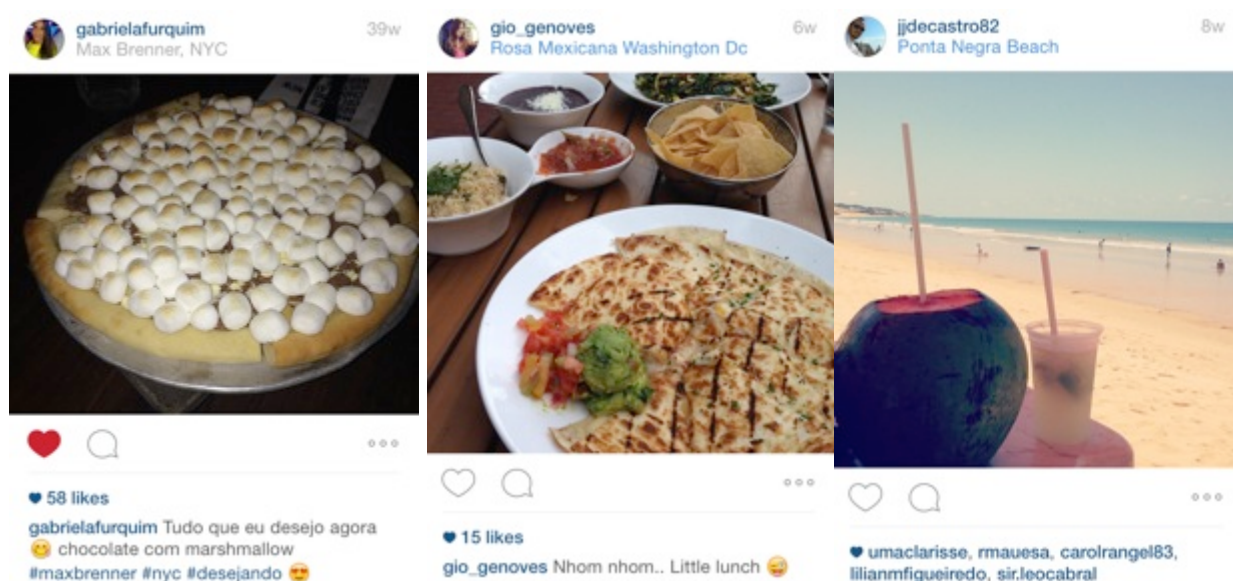 gabrielafurquim
39w
Max Brenner, NYC
58 likes
gabrielafurquim Tudo que eu desejo agora
😋 chocolate com marshmallow
#maxbrenner #nyc #desejando 😍
gio_genoves
6w
Rosa Mexicana Washington Dc
15 likes
gio_genoves Nhom nhom.. Little lunch 😜
jjdecastro82
8w
Ponta Negra Beach
umaclarisse, rmauesa, carolrangel83,
lilianmfigueiredo, sir.leocabral